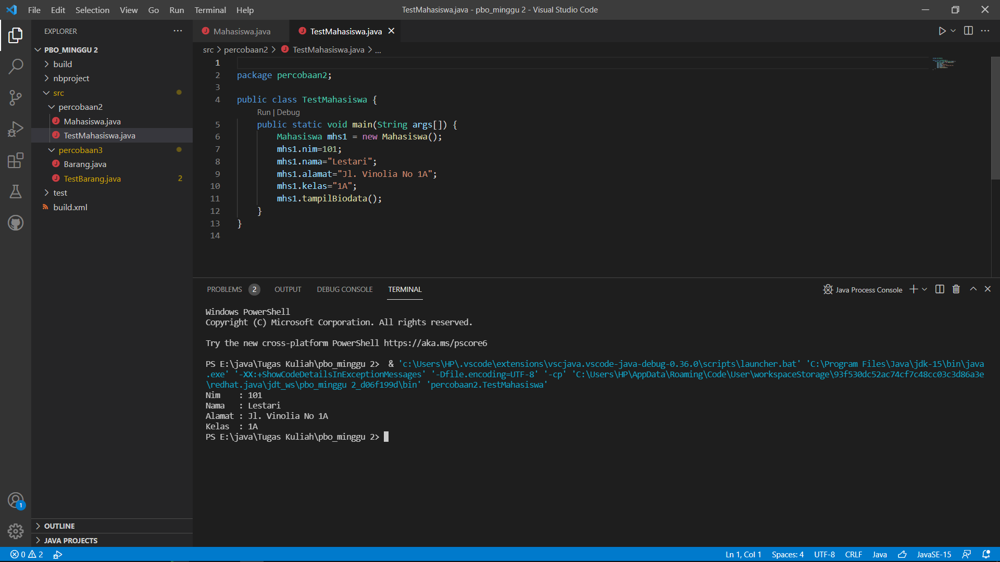 File Edit Selection View Go Run Terminal Help
TestMahasiswa.java - pbo_minggu 2 - Visual Studio Code
EXPLORER
PBO_MINGGU 2
build
nbproject
src
percobaan2
Mahasiswa.java
TestMahasiswa.java
percobaan3
Barang.java
TestBarang.java 2
test
build.xml
OUTLINE
JAVA PROJECTS
1
Mahasiswa.java TestMahasiswa.java
src > percobaan2 > TestMahasiswa.java > ...
1
2 package percobaan2;
3
4 public class TestMahasiswa {
Run | Debug
5 public static void main(String args[]) {
6 Mahasiswa mhs1 = new Mahasiswa();
7 mhs1.nim=101;
8 mhs1.nama="Lestari";
9 mhs1.alamat="Jl. Vinolia No 1A";
10 mhs1.kelas="1A";
11 mhs1.tampilBiodata();
12 }
13 }
14
PROBLEMS 2 OUTPUT DEBUG CONSOLE TERMINAL
Java Process Console
Windows PowerShell
Copyright (C) Microsoft Corporation. All rights reserved.
Try the new cross-platform PowerShell https://aka.ms/pscore6
PS E:\java\Tugas Kuliah\pbo_minggu 2>  & 'c:\Users\HP\.vscode\extensions\vscjava.vscode-java-debug-0.36.0\scripts\launcher.bat' 'C:\Program Files\Java\jdk-15\bin\java
.exe' '-XX:+ShowCodeDetailsInExceptionMessages' '-Dfile.encoding=UTF-8' '-cp' 'C:\Users\HP\AppData\Roaming\Code\User\workspaceStorage\93f530dc52ac74cf7c48cc03c3d86a3e
\redhat.java\jdt_ws\pbo_minggu 2_d06f199d\bin' 'percobaan2.TestMahasiswa'
Nim    : 101
Nama   : Lestari
Alamat : Jl. Vinolia No 1A
Kelas  : 1A
PS E:\java\Tugas Kuliah\pbo_minggu 2>
0 2
Ln 1, Col 1 Spaces: 4 UTF-8 CRLF Java JavaSE-15